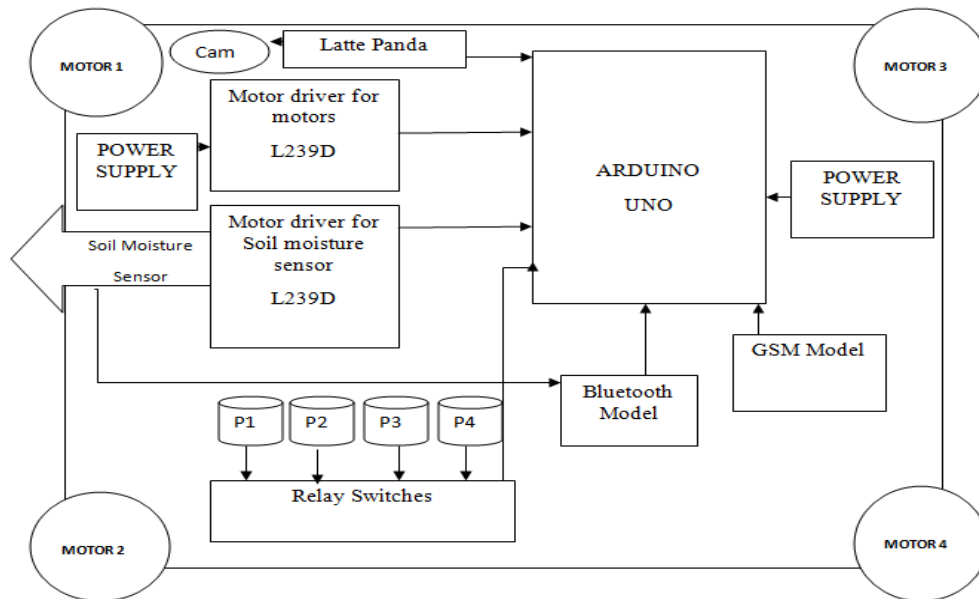 MOTOR 1
Cam
Latte Panda
MOTOR 3
Motor driver for
motors
L239D
POWER
SUPPLY
ARDUINO
UNO
POWER
SUPPLY
Motor driver for
Soil moisture
sensor
L239D
Soil Moisture
Sensor
GSM Model
Bluetooth
Model
P1
P2
P3
P4
Relay Switches
MOTOR 2
MOTOR 4